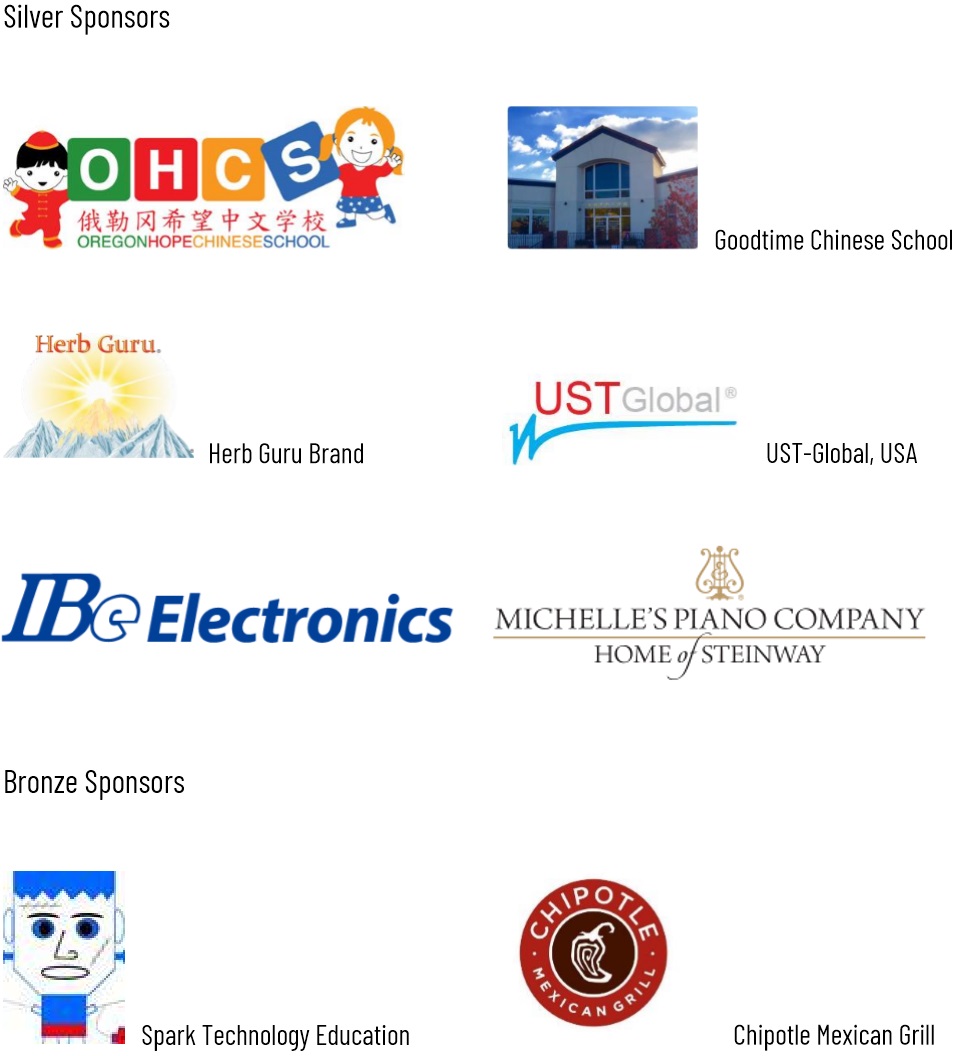 Silver Sponsors
OHCS
俄勒冈希望中文学校
OREGONHOPECHINESESCHOOL
Goodtime Chinese School
Herb Guru®
Herb Guru Brand
UST Global®
UST-Global, USA
IBe Electronics
MICHELLE'S PIANO COMPANY
HOME of STEINWAY
Bronze Sponsors
Spark Technology Education
CHIPOTLE
MEXICAN GRILL
Chipotle Mexican Grill